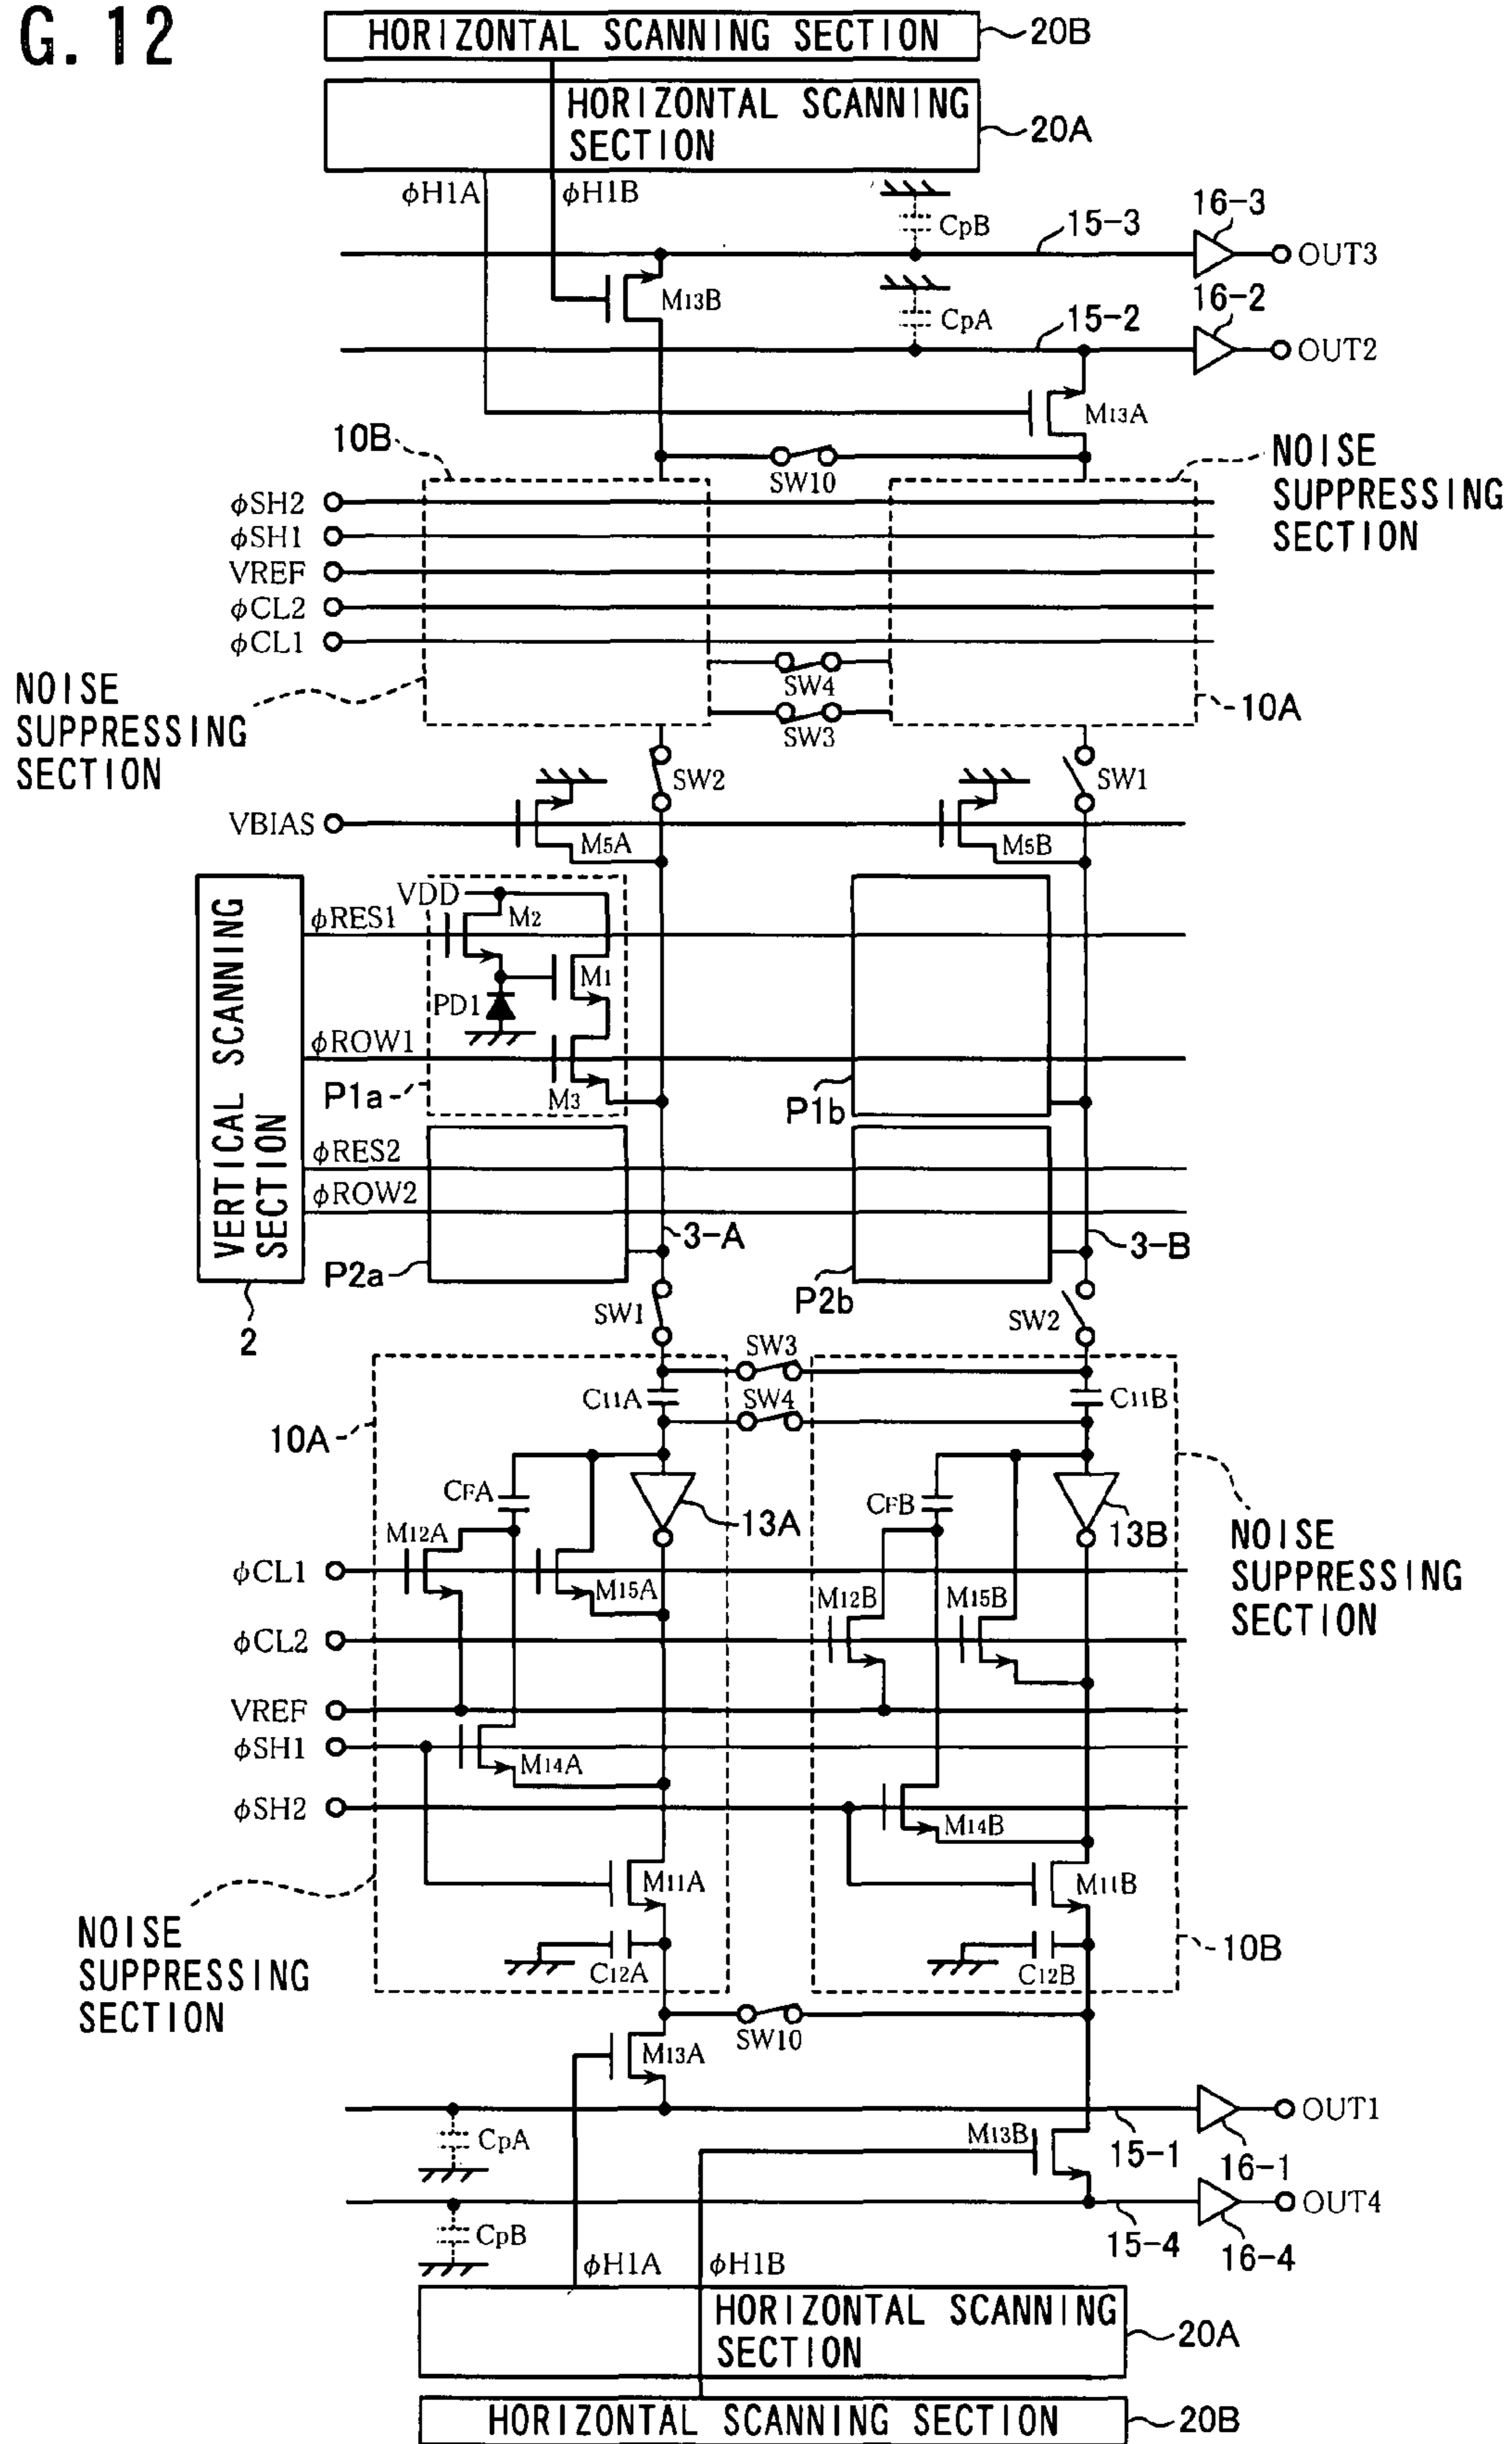 G. 12
HORIZONTAL SCANNING SECTION
20B
HORIZONTAL SCANNING
SECTION
20A
φH1A
φH1B
CpB
15-3
16-3
OUT3
M13B
CpA
15-2
16-2
OUT2
M13A
10B
SW10
NOISE
SUPPRESSING
SECTION
φSH2
φSH1
VREF
φCL2
φCL1
SW4
SW3
10A
NOISE
SUPPRESSING
SECTION
SW2
SW1
VBIAS
M5A
M5B
VERTICAL SCANNING
SECTION
2
VDD
φRES1
M2
M1
PD1
φROW1
P1a
M3
P1b
φRES2
φROW2
3-A
3-B
P2a
P2b
SW1
SW2
SW3
C11A
SW4
C11B
10A
CFA
13A
CFB
13B
M12A
φCL1
M15A
M12B
M15B
NOISE
SUPPRESSING
SECTION
φCL2
VREF
φSH1
M14A
φSH2
M14B
M11A
M11B
NOISE
SUPPRESSING
SECTION
C12A
C12B
10B
SW10
M13A
OUT1
CpA
M13B
15-1
16-1
OUT4
CpB
15-4
16-4
φH1A
φH1B
HORIZONTAL SCANNING
SECTION
20A
HORIZONTAL SCANNING SECTION
20B